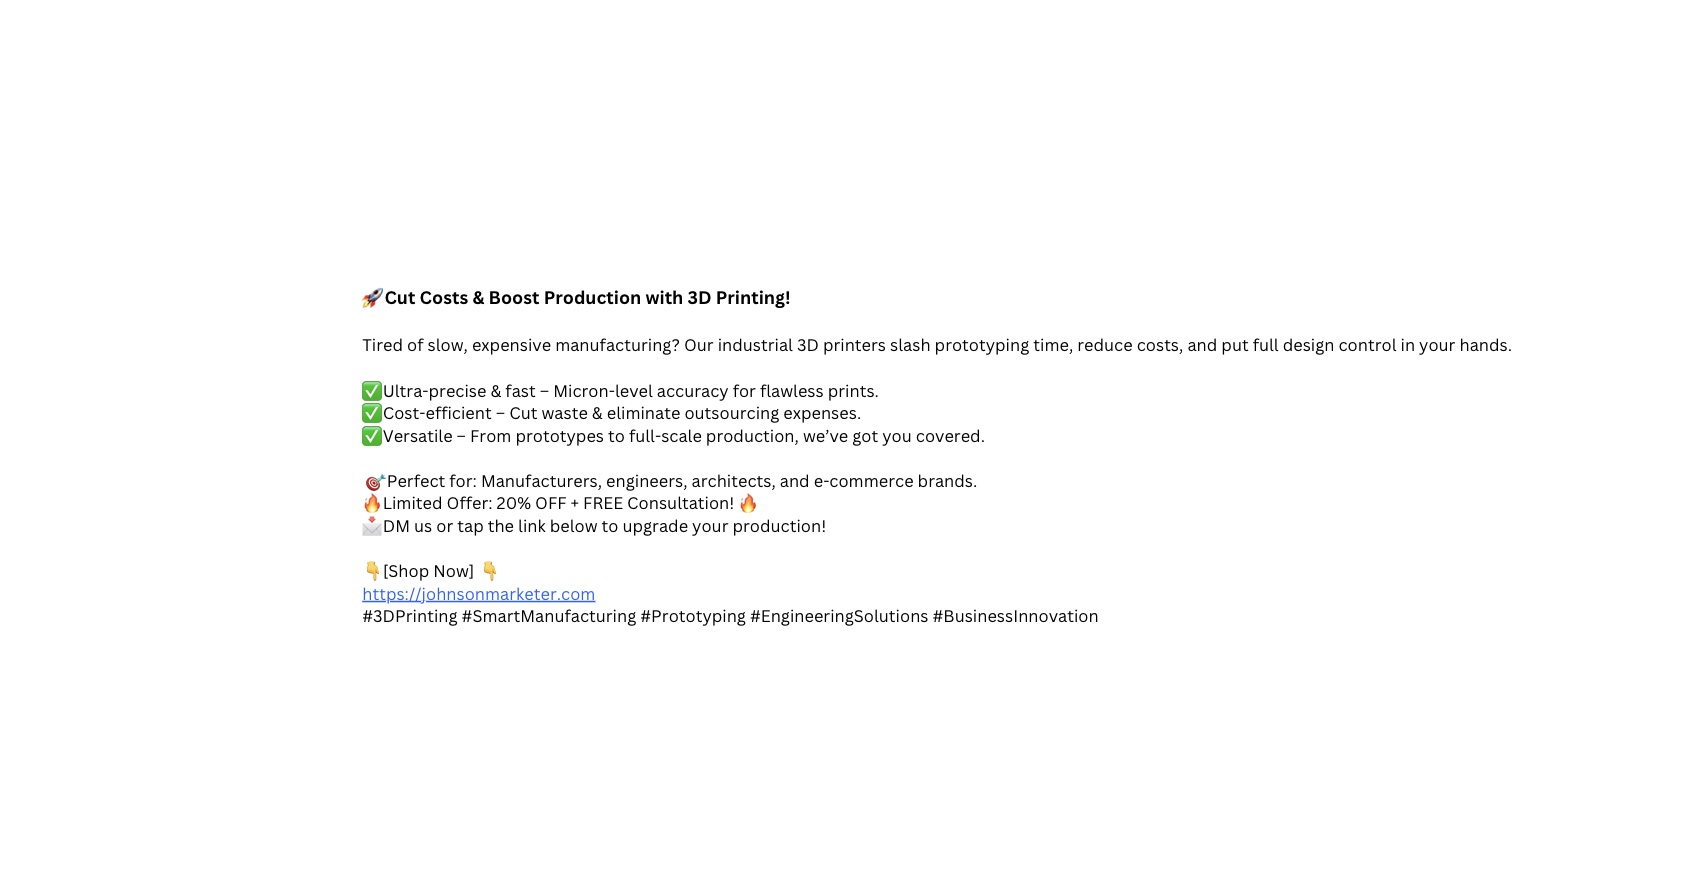 🚀Cut Costs & Boost Production with 3D Printing!
Tired of slow, expensive manufacturing? Our industrial 3D printers slash prototyping time, reduce costs, and put full design control in your hands.
✅Ultra-precise & fast – Micron-level accuracy for flawless prints.
✅Cost-efficient – Cut waste & eliminate outsourcing expenses.
✅Versatile – From prototypes to full-scale production, we’ve got you covered.
🎯Perfect for: Manufacturers, engineers, architects, and e-commerce brands.
🔥Limited Offer: 20% OFF + FREE Consultation! 🔥
📩DM us or tap the link below to upgrade your production!
👇[Shop Now] 👇
https://johnsonmarketer.com
#3DPrinting #SmartManufacturing #Prototyping #EngineeringSolutions #BusinessInnovation